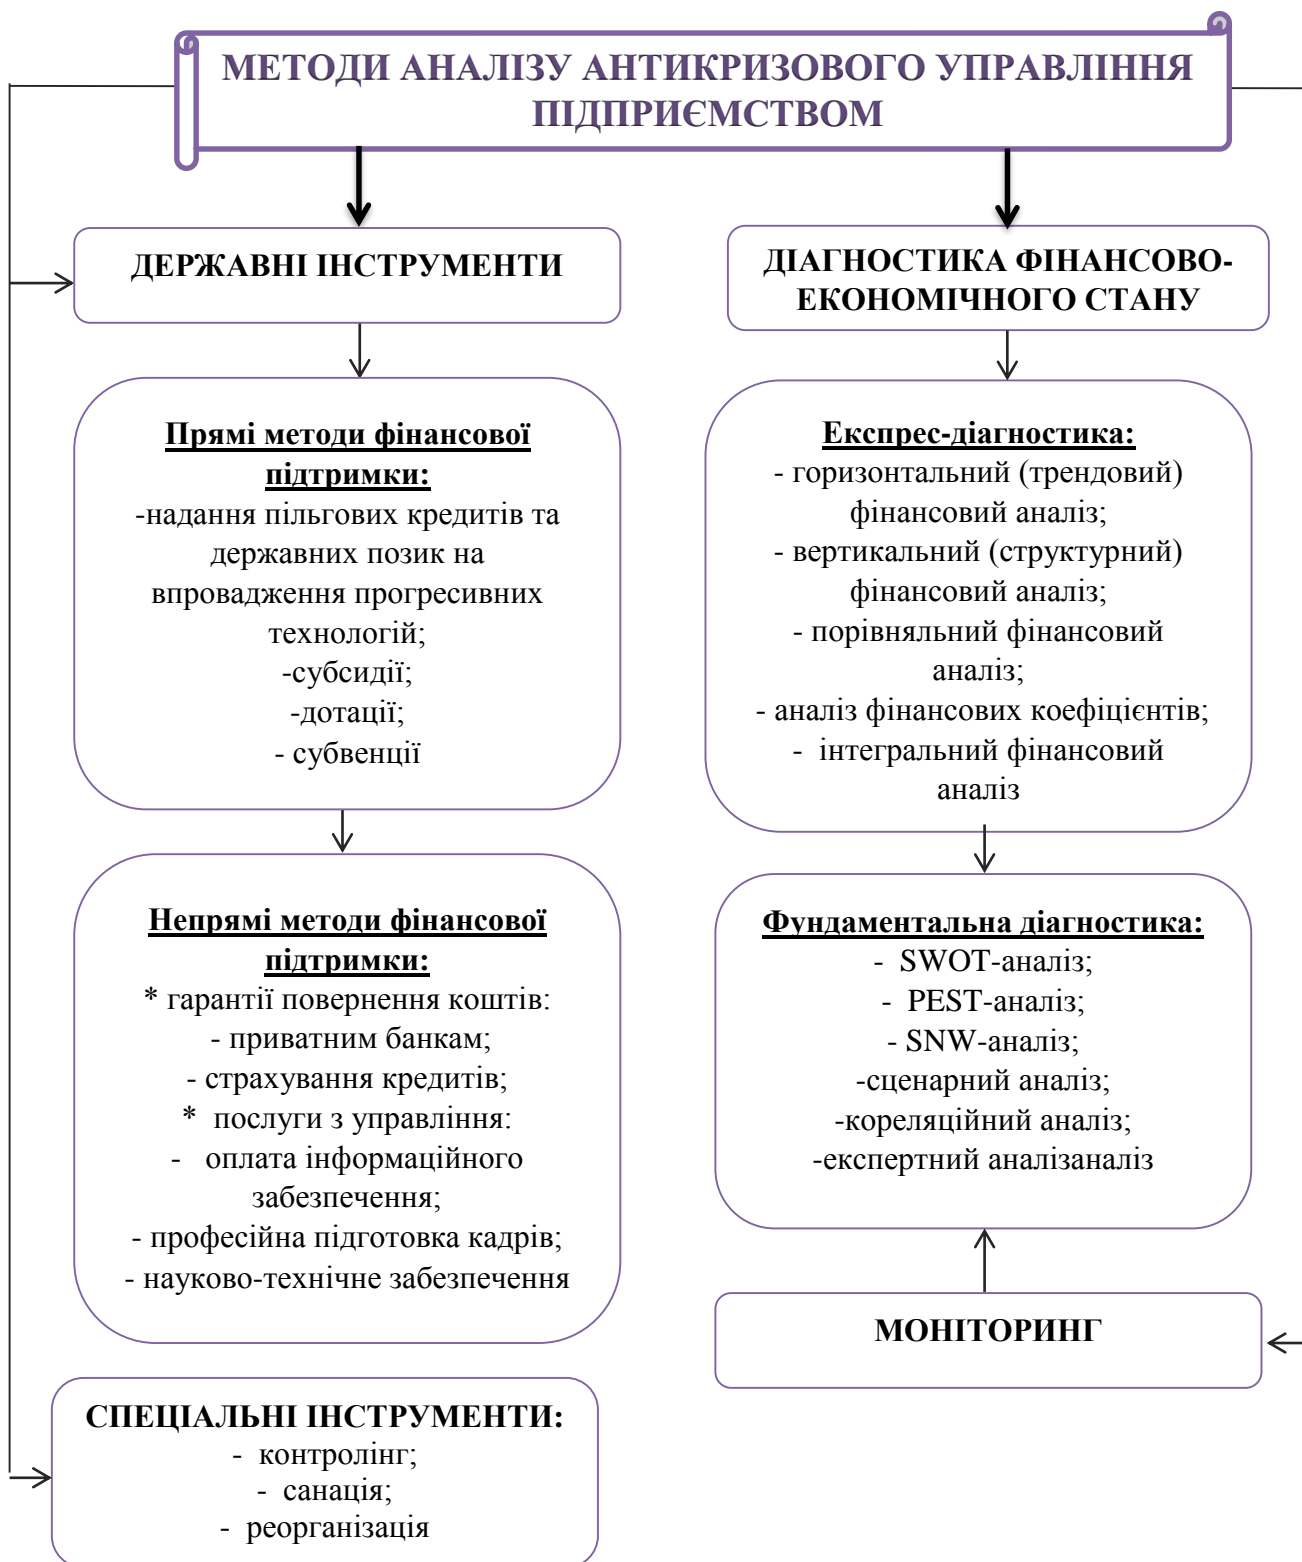 МЕТОДИ АНАЛІЗУ АНТИКРИЗОВОГО УПРАВЛІННЯ
ПІДПРИЄМСТВОМ
ДЕРЖАВНІ ІНСТРУМЕНТИ
Прямі методи фінансової
підтримки:
-надання пільгових кредитів та
державних позик на
впровадження прогресивних
технологій;
-субсидії;
-дотації;
- субвенції
Непрямі методи фінансової
підтримки:
* гарантії повернення коштів:
- приватним банкам;
- страхування кредитів;
* послуги з управління:
- оплата інформаційного
забезпечення;
- професійна підготовка кадрів;
- науково-технічне забезпечення
СПЕЦІАЛЬНІ ІНСТРУМЕНТИ:
- контролінг;
- санація;
- реорганізація
ДІАГНОСТИКА ФІНАНСОВО-
ЕКОНОМІЧНОГО СТАНУ
Експрес-діагностика:
- горизонтальний (трендовий)
фінансовий аналіз;
- вертикальний (структурний)
фінансовий аналіз;
- порівняльний фінансовий
аналіз;
- аналіз фінансових коефіцієнтів;
- інтегральний фінансовий
аналіз
Фундаментальна діагностика:
- SWOT-аналіз;
- PEST-аналіз;
- SNW-аналіз;
-сценарний аналіз;
-кореляційний аналіз;
-експертний аналізаналіз
МОНІТОРИНГ